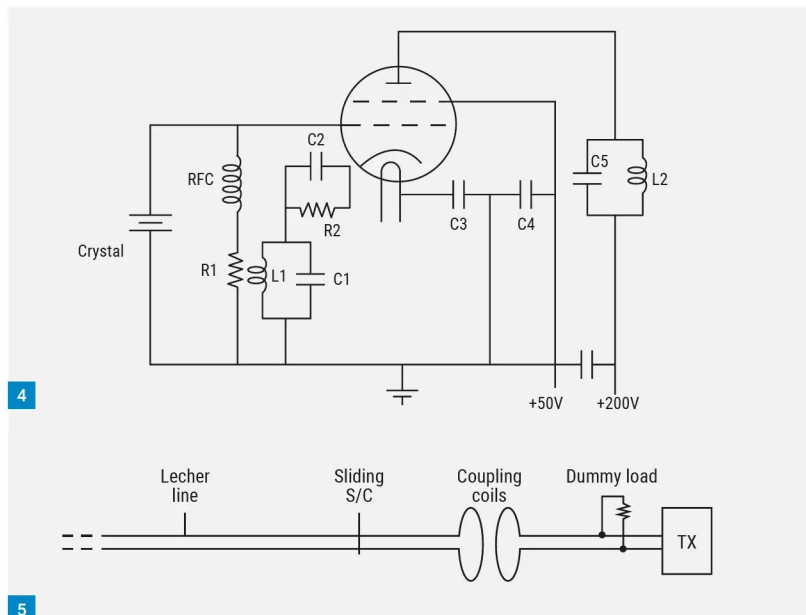 C2
C5
RFC
L2
R2
C3
C4
Crystal
R1
L1
C1
4
+50V
+200V
Lecher
line
Sliding
S/C
Coupling
coils
Dummy load
TX
5